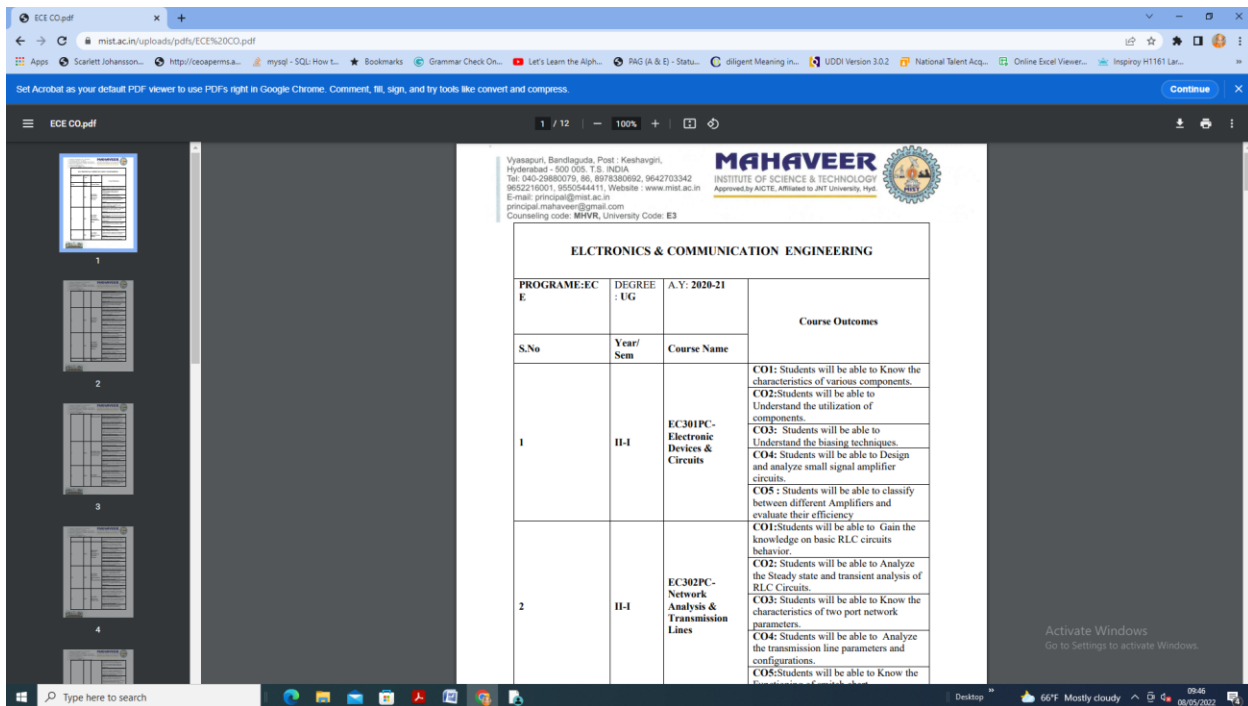 ECE CO.pdf
mist.ac.in/uploads/pdfs/ECE%20CO.pdf
Apps Scarlett Johansson... http://ceoaperms.a... mysql - SQL: How t... Bookmarks Grammar Check On... Let's Learn the Alph... PAG (A & E) - Statu... diligent Meaning in... UDDI Version 3.0.2 National Talent Acq... Online Excel Viewer... Inspiroy H1161 Lar...
Set Acrobat as your default PDF viewer to use PDFs right in Google Chrome. Comment, fill, sign, and try tools like convert and compress.
Continue
ECE CO.pdf
1 / 12
100%
1
2
3
4
Vyasapuri, Bandlaguda, Post : Keshavgiri,
Hyderabad - 500 005. T.S. INDIA
Tel: 040-29880079, 86, 8978380692, 9642703342
9652216001, 9550544411, Website : www.mist.ac.in
E-mail: principal@mist.ac.in
principal.mahaveer@gmail.com
Counseling code: MHVR, University Code: E3
MAHAVEER
INSTITUTE OF SCIENCE & TECHNOLOGY
Approved by AICTE, Affiliated to JNT University, Hyd.
MIST
ELCTRONICS & COMMUNICATION ENGINEERING
PROGRAME:EC
E
DEGREE
: UG
A.Y: 2020-21
Course Outcomes
S.No
Year/
Sem
Course Name
1
II-I
EC301PC-
Electronic
Devices &
Circuits
CO1: Students will be able to Know the
characteristics of various components.
CO2:Students will be able to
Understand the utilization of
components.
CO3: Students will be able to
Understand the biasing techniques.
CO4: Students will be able to Design
and analyze small signal amplifier
circuits.
CO5 : Students will be able to classify
between different Amplifiers and
evaluate their efficiency
2
II-I
EC302PC-
Network
Analysis &
Transmission
Lines
CO1:Students will be able to Gain the
knowledge on basic RLC circuits
behavior.
CO2: Students will be able to Analyze
the Steady state and transient analysis of
RLC Circuits.
CO3: Students will be able to Know the
characteristics of two port network
parameters.
CO4: Students will be able to Analyze
the transmission line parameters and
configurations.
CO5:Students will be able to Know the
Activate Windows
Go to Settings to activate Windows.
Type here to search
Desktop
66°F Mostly cloudy
09:46
08/05/2022